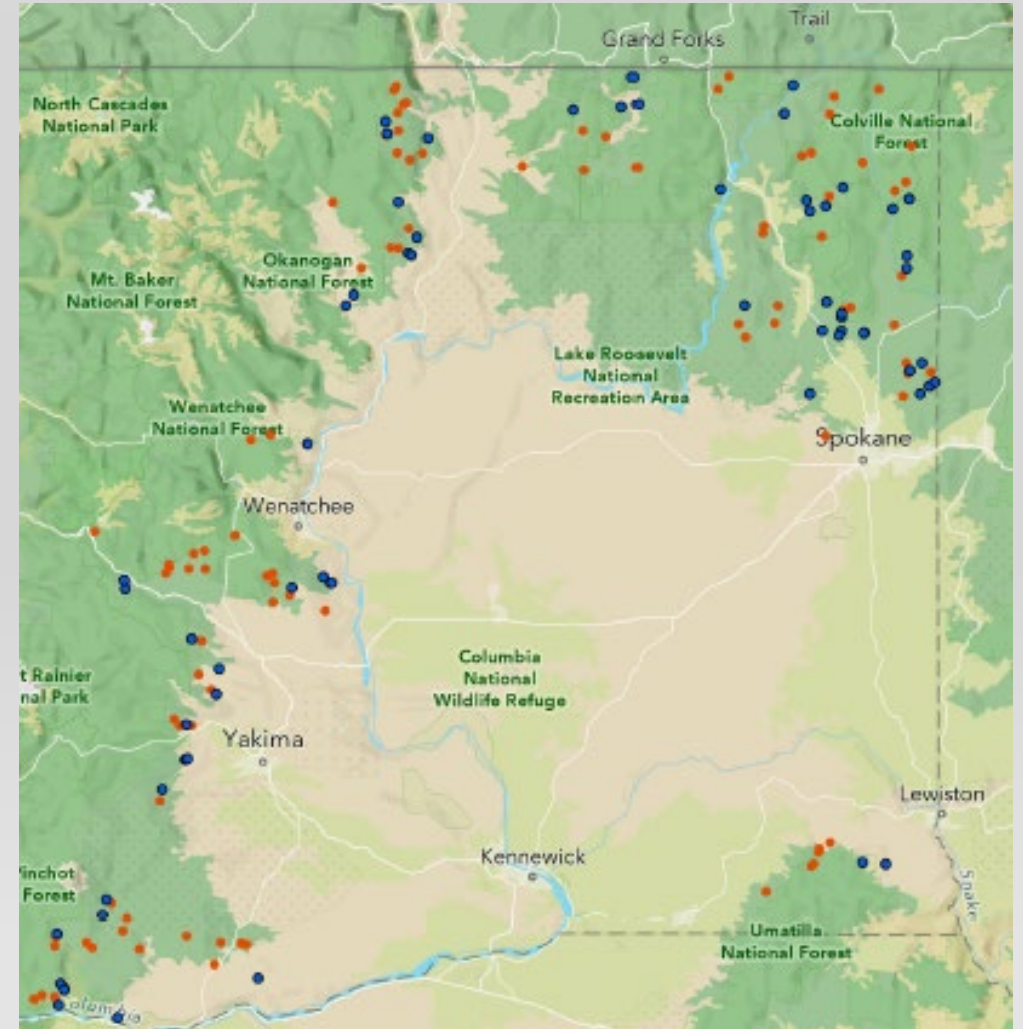 Trail
Grand Forks
North Cascades
National Park
Colville National
Forest
Okanogan
National Forest
Mt. Baker
National Forest
Lake Roosevelt
National
Recreation Area
Wenatchee
National Forest
Spokane
Wenatchee
Columbia
National
Wildlife Refuge
t Rainier
nal Park
Yakima
Lewiston
Kennewick
inchot
Forest
Snake
Umatilla
National Forest
Columbia